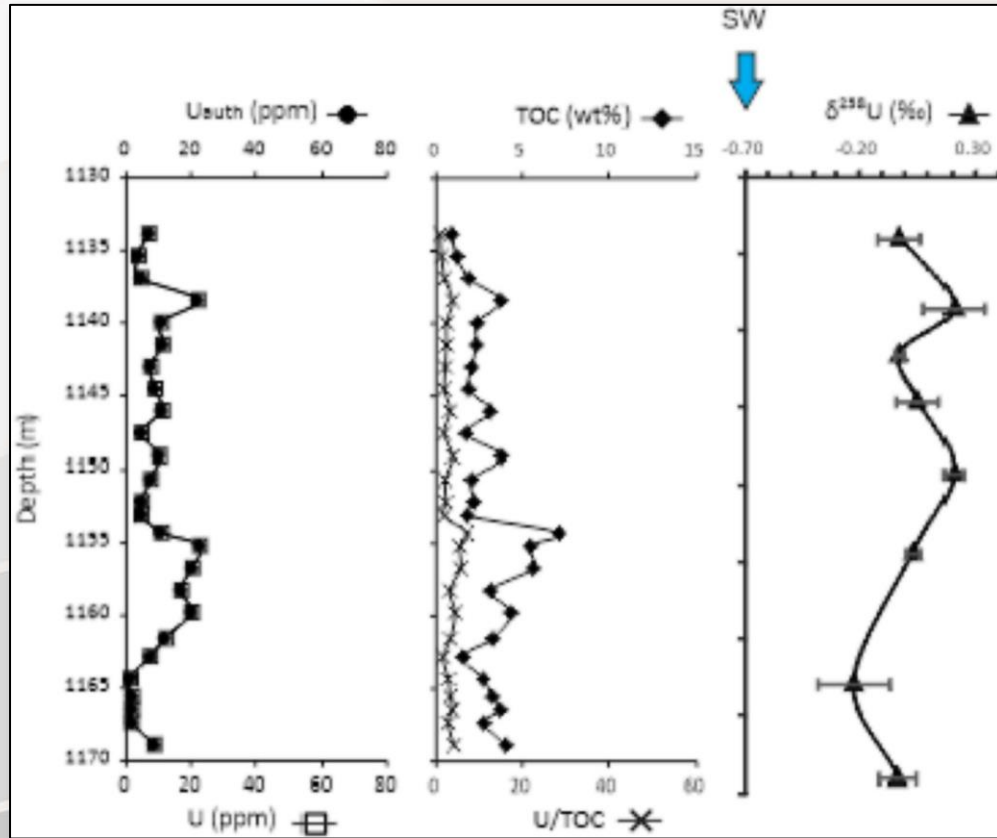 SW
Uauth (ppm) TOC (wt%) δ²³⁸U (‰)
0 20 40 60 80 0 5 10 15 -0.70 -0.20 0.30
1130
1135
1140
1145
1150
1155
1160
1165
1170
Depth (m)
0 20 40 60 80 0 20 40 60
U (ppm) U/TOC